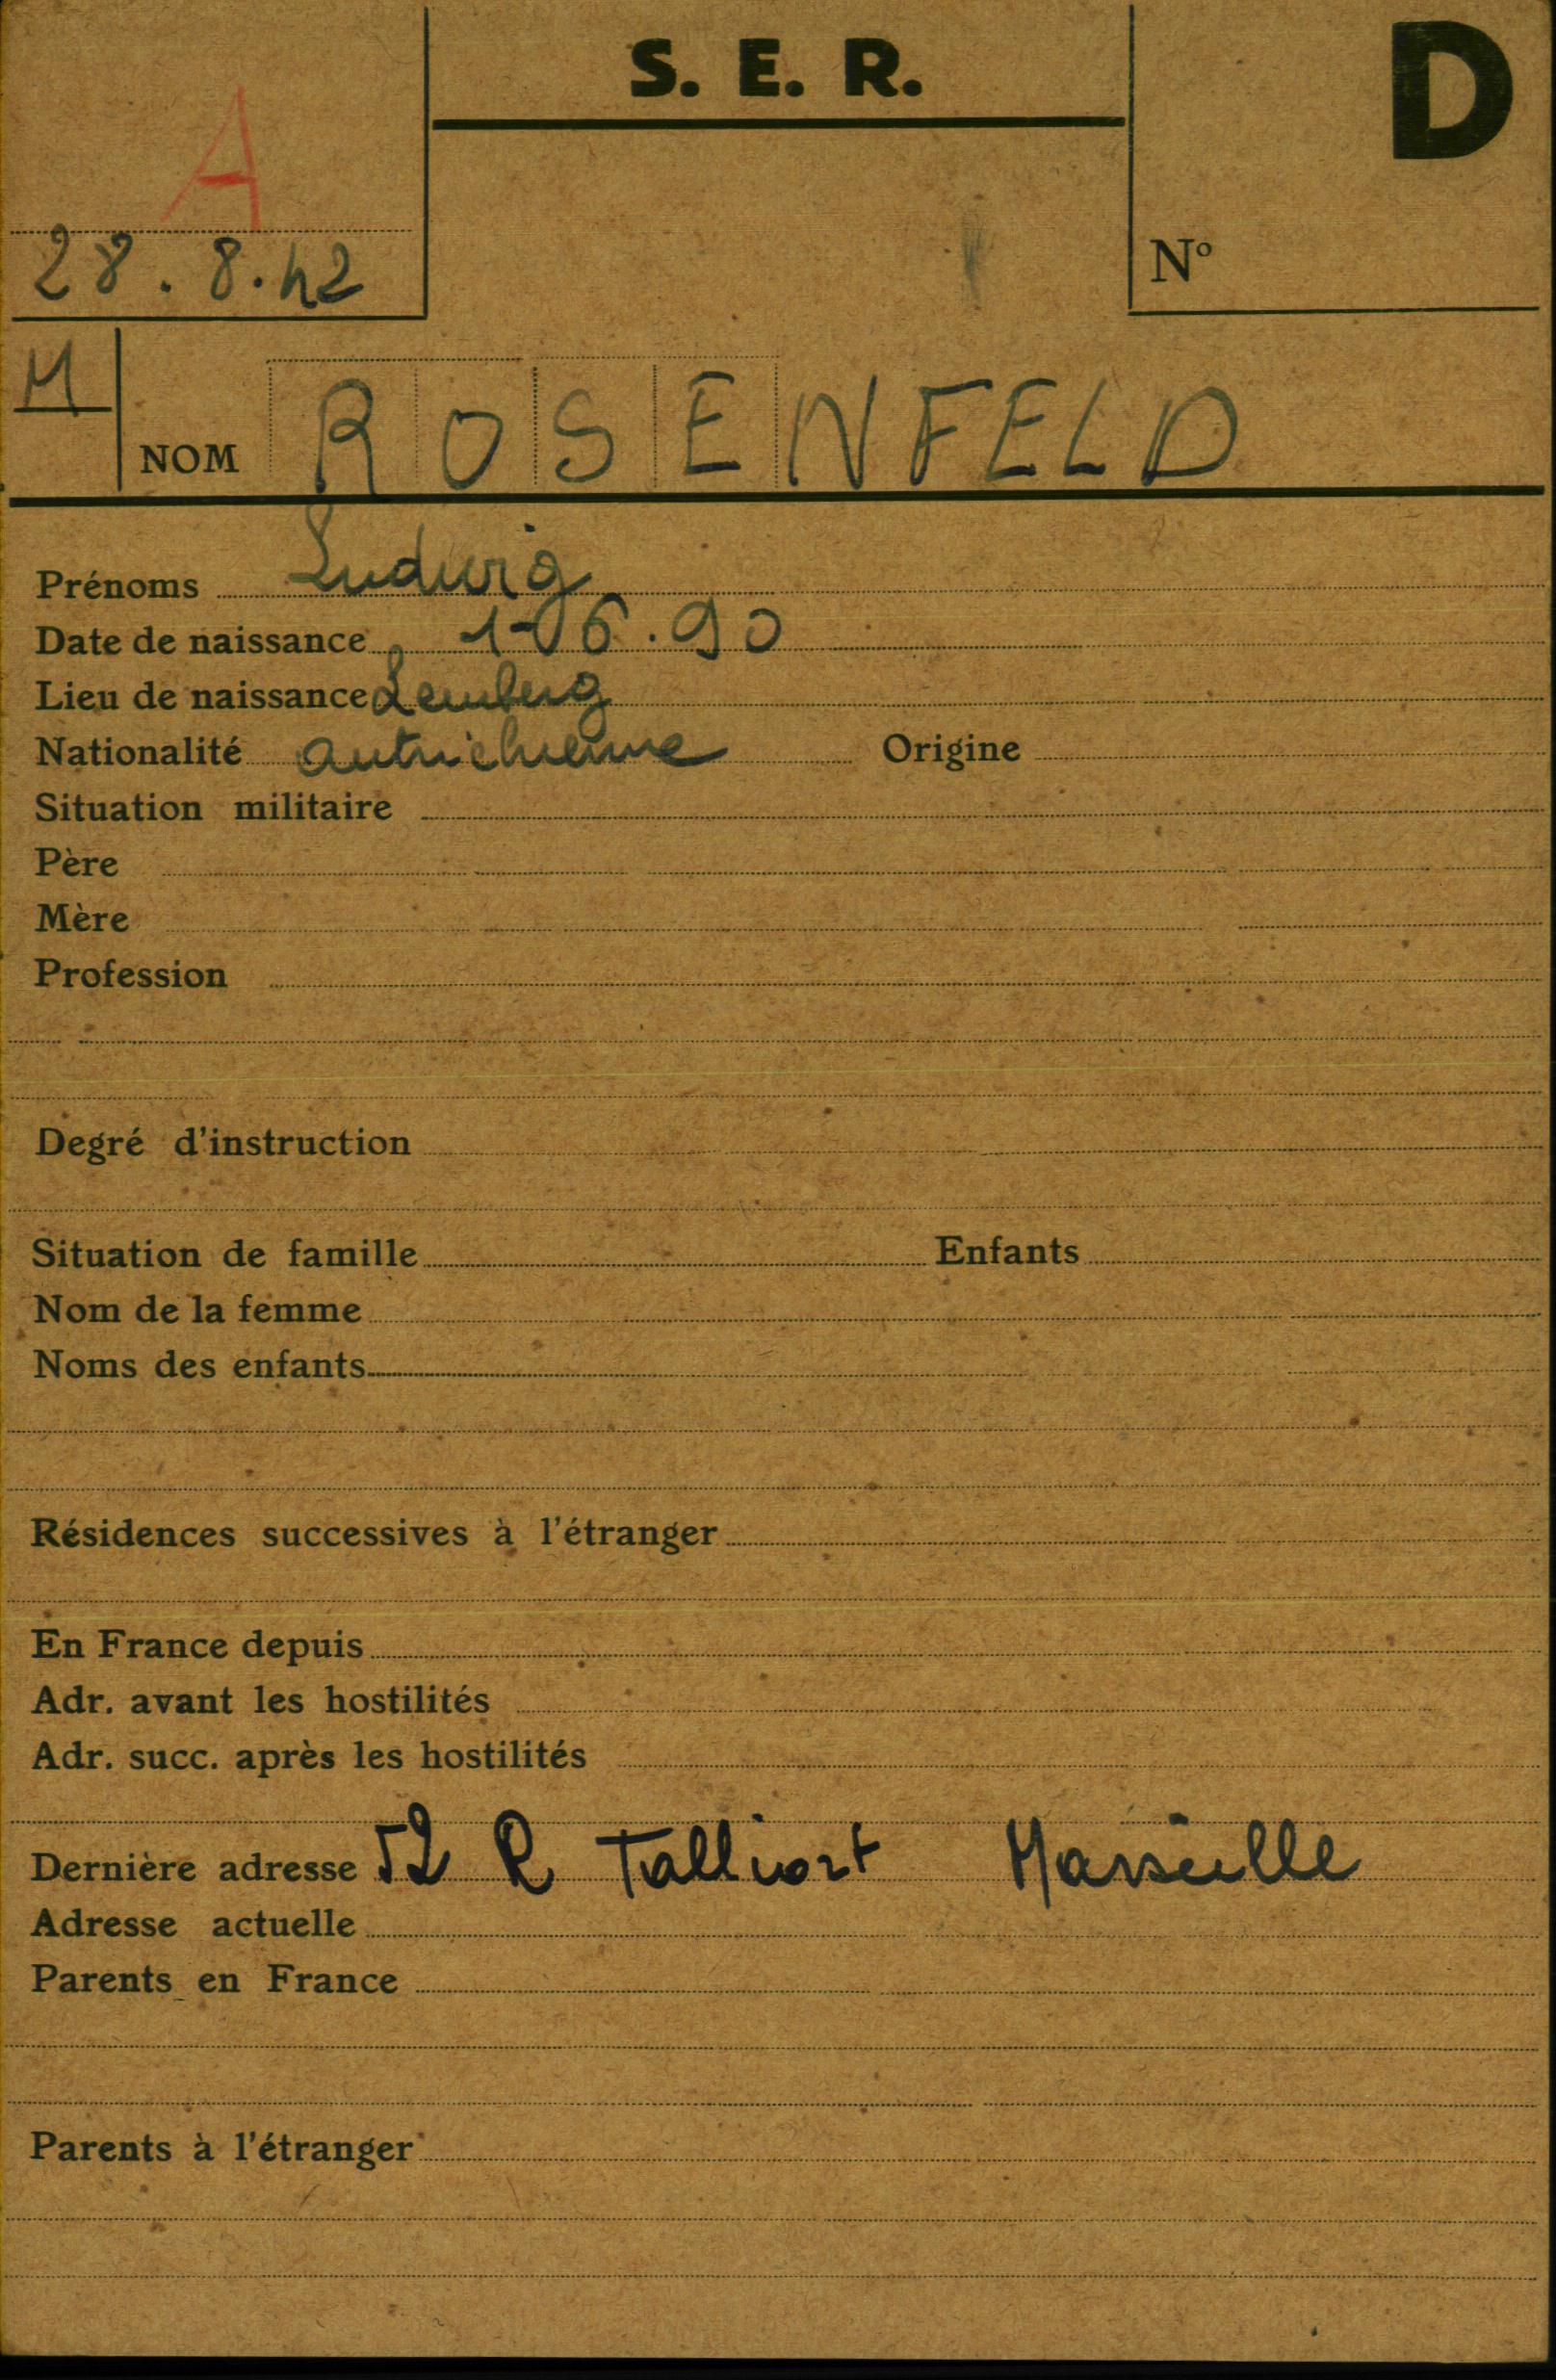 S. E. R.
D
A
28.8.42
N°
M
NOM ROSENFELD
Prénoms Ludwig
Date de naissance 1-6.90
Lieu de naissance Lemberg
Nationalité autrichienne Origine
Situation militaire
Père
Mère
Profession
Degré d'instruction
Situation de famille Enfants
Nom de la femme
Noms des enfants
Résidences successives à l'étranger
En France depuis
Adr. avant les hostilités
Adr. succ. après les hostilités
Dernière adresse 52 R Marseille
Adresse actuelle
Parents en France
Parents à l'étranger